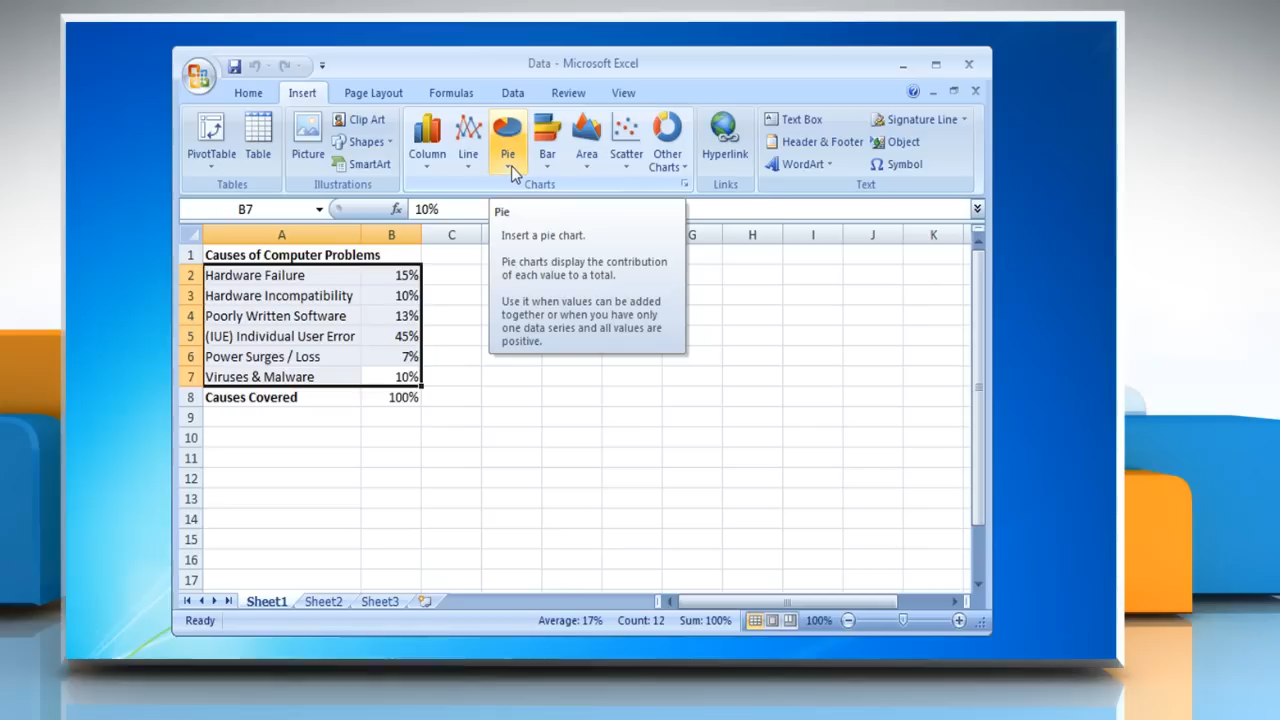 Data - Microsoft Excel
Home Insert Page Layout Formulas Data Review View
PivotTable Table
Tables
Picture Clip Art
Shapes
SmartArt
Illustrations
Column Line Pie Bar Area Scatter Other Charts
Charts
Hyperlink
Links
Text Box Signature Line
Header & Footer Object
WordArt Symbol
Text
B7 fx 10%
Pie
Insert a pie chart.
Pie charts display the contribution
of each value to a total.
Use it when values can be added
together or when you have only
one data series and all values are
positive.
A B C G H I J K
1 Causes of Computer Problems
2 Hardware Failure 15%
3 Hardware Incompatibility 10%
4 Poorly Written Software 13%
5 (IUE) Individual User Error 45%
6 Power Surges / Loss 7%
7 Viruses & Malware 10%
8 Causes Covered 100%
9
10
11
12
13
14
15
16
17
Sheet1 Sheet2 Sheet3
Ready Average: 17% Count: 12 Sum: 100% 100%